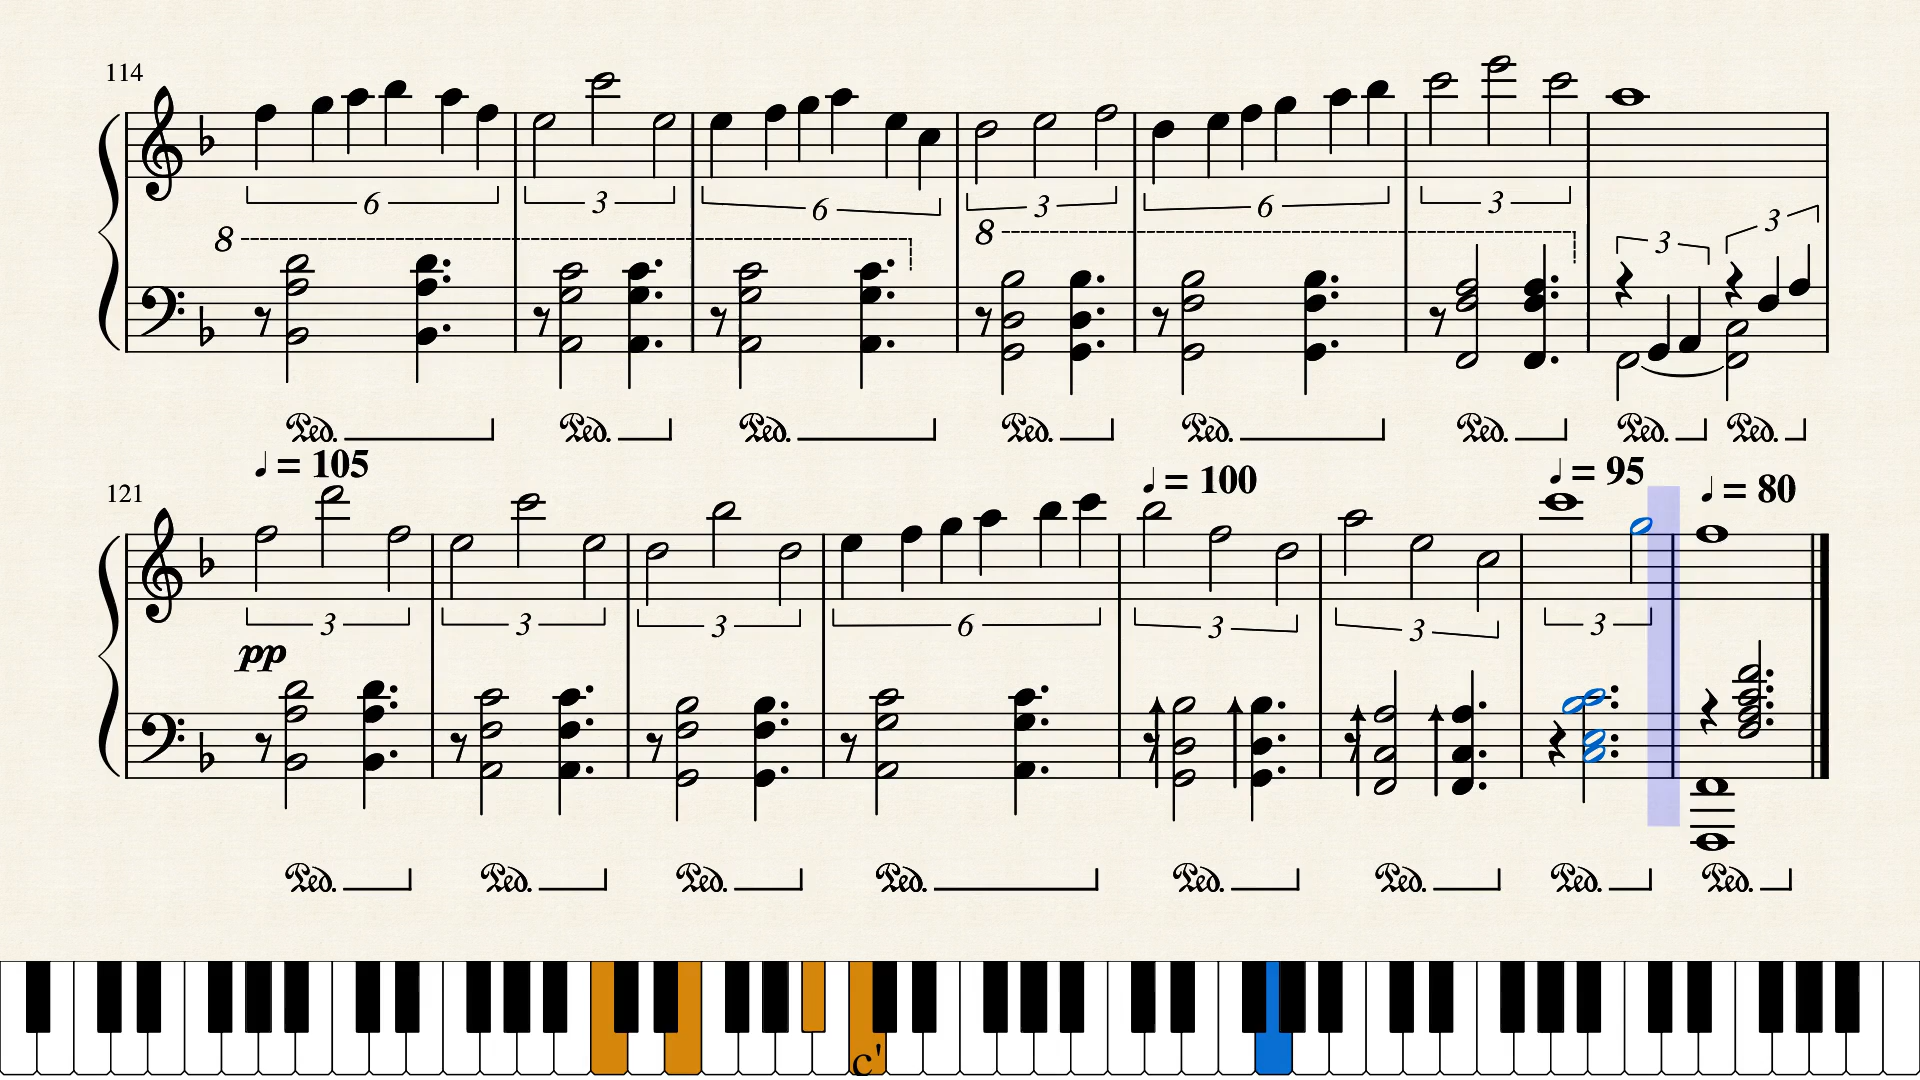 114
6 3 6 3 6 3
8 8 3 3
Ped. Ped. Ped. Ped. Ped. Ped. Ped. Ped.
♩ = 105 ♩ = 100 ♩ = 95 ♩ = 80
121
3 3 3 6 3 3 3
pp
Ped. Ped. Ped. Ped. Ped. Ped. Ped. Ped.
c'